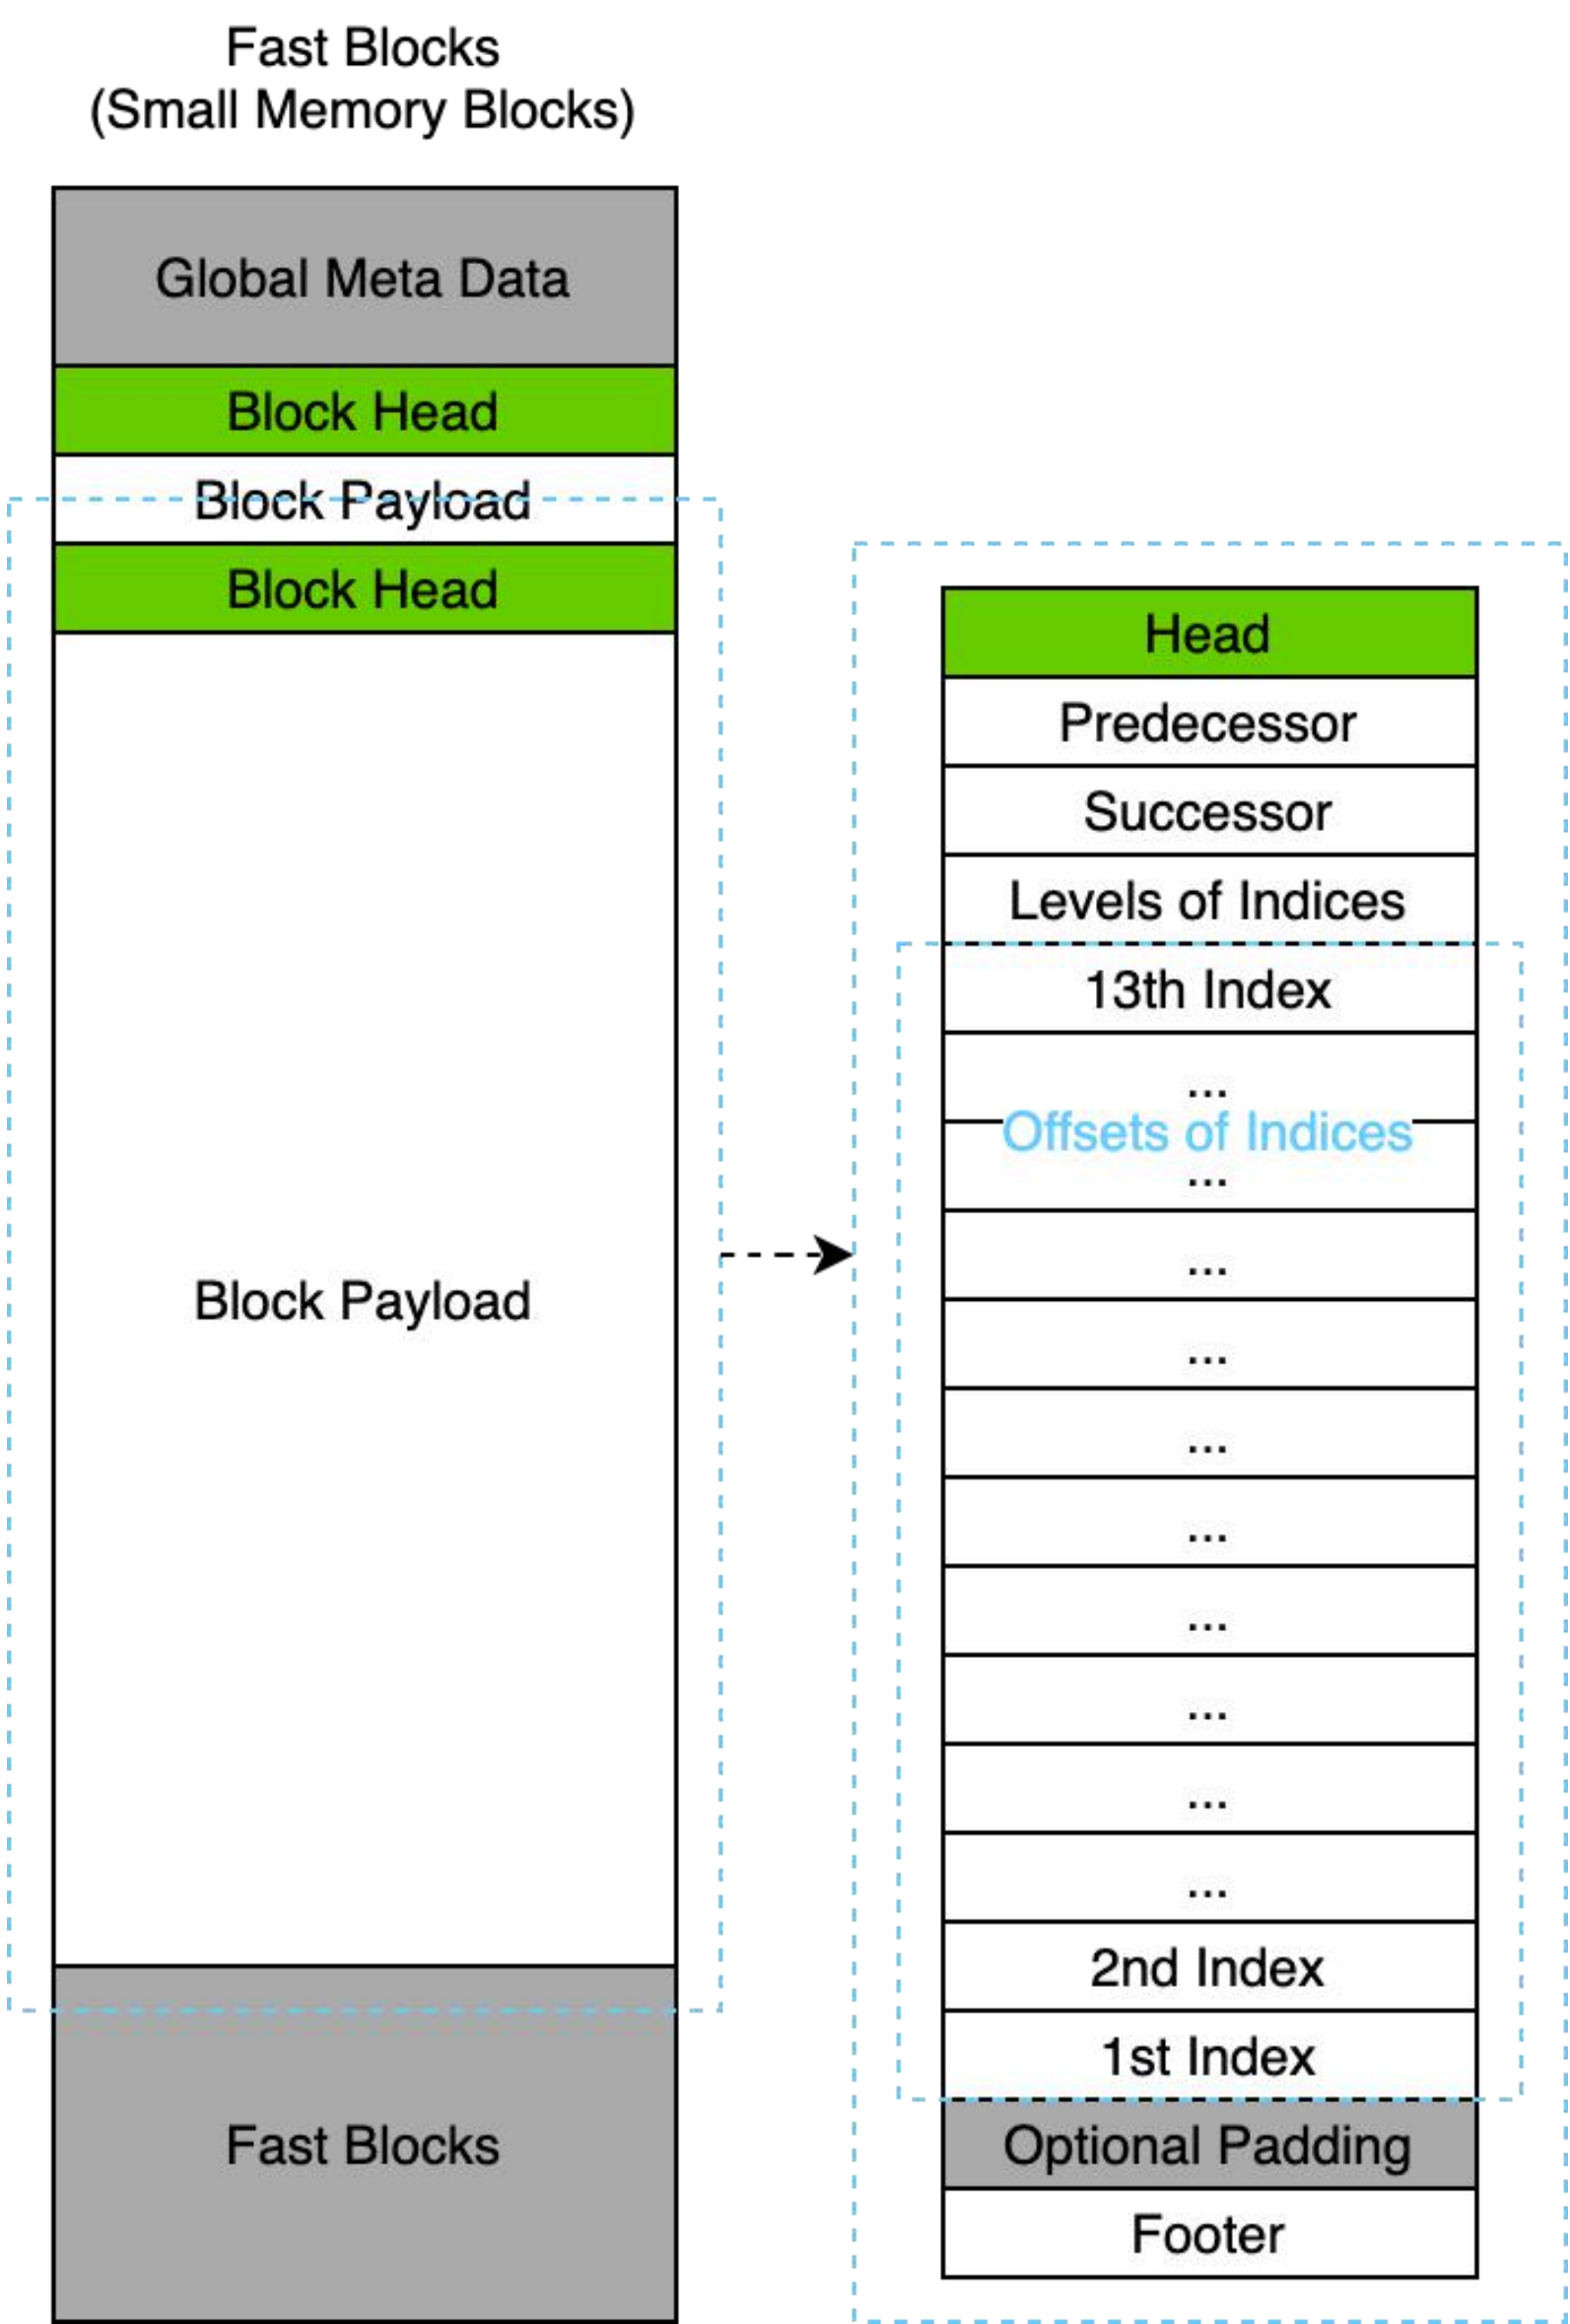 Fast Blocks
(Small Memory Blocks)
Global Meta Data
Block Head
Block Payload
Block Head
Block Payload
Fast Blocks
Head
Predecessor
Successor
Levels of Indices
13th Index
...
Offsets of Indices
...
...
...
...
...
...
...
...
...
2nd Index
1st Index
Optional Padding
Footer